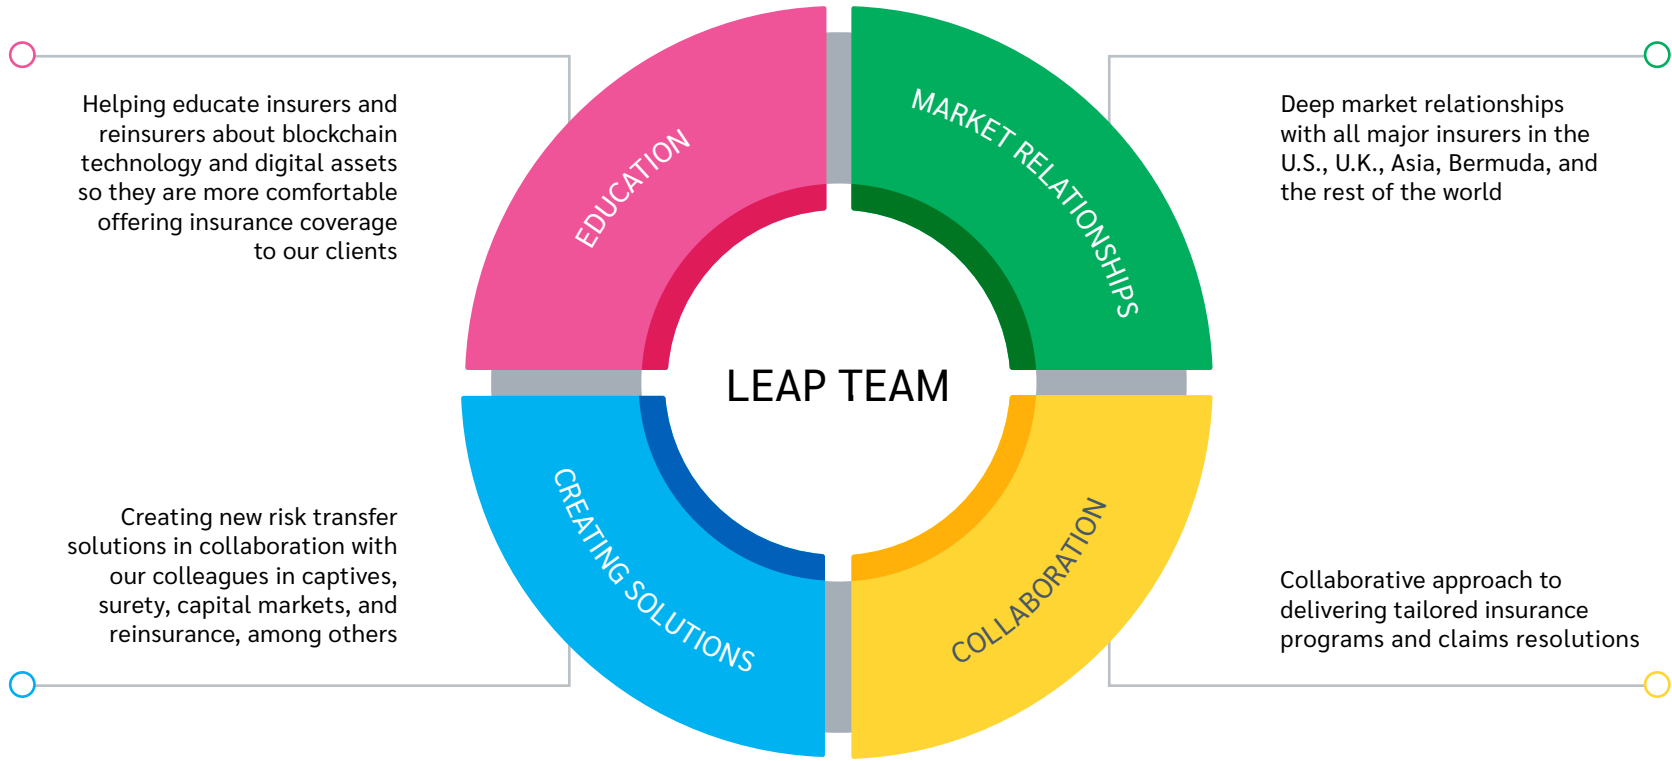 Helping educate insurers and
reinsurers about blockchain
technology and digital assets
so they are more comfortable
offering insurance coverage
to our clients
EDUCATION
MARKET RELATIONSHIPS
Deep market relationships
with all major insurers in the
U.S., U.K., Asia, Bermuda, and
the rest of the world
LEAP TEAM
Creating new risk transfer
solutions in collaboration with
our colleagues in captives,
surety, capital markets, and
reinsurance, among others
CREATING SOLUTIONS
COLLABORATION
Collaborative approach to
delivering tailored insurance
programs and claims resolutions